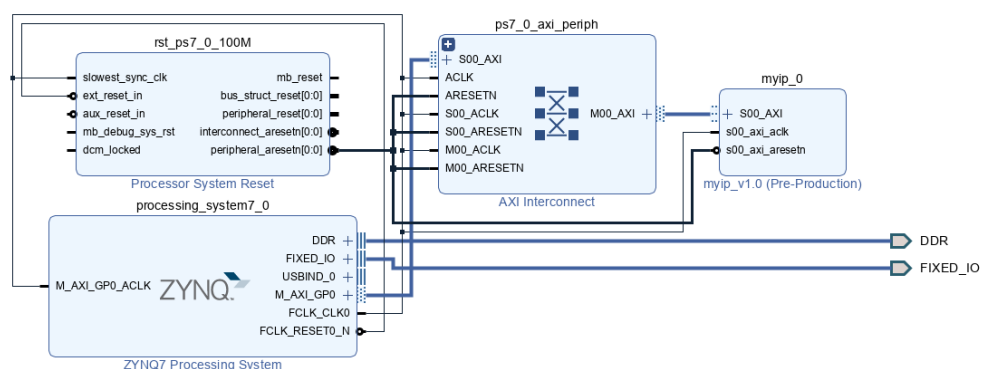 rst_ps7_0_100M
slowest_sync_clk
ext_reset_in
aux_reset_in
mb_debug_sys_rst
dcm_locked
mb_reset
bus_struct_reset[0:0]
peripheral_reset[0:0]
interconnect_aresetn[0:0]
peripheral_aresetn[0:0]
Processor System Reset
ps7_0_axi_periph
S00_AXI
ACLK
ARESETN
S00_ACLK
S00_ARESETN
M00_ACLK
M00_ARESETN
M00_AXI
AXI Interconnect
myip_0
S00_AXI
s00_axi_aclk
s00_axi_aresetn
myip_v1.0 (Pre-Production)
processing_system7_0
M_AXI_GP0_ACLK
ZYNQ
DDR
FIXED_IO
USBIND_0
M_AXI_GP0
FCLK_CLK0
FCLK_RESET0_N
ZYNQ7 Processing System
DDR
FIXED_IO